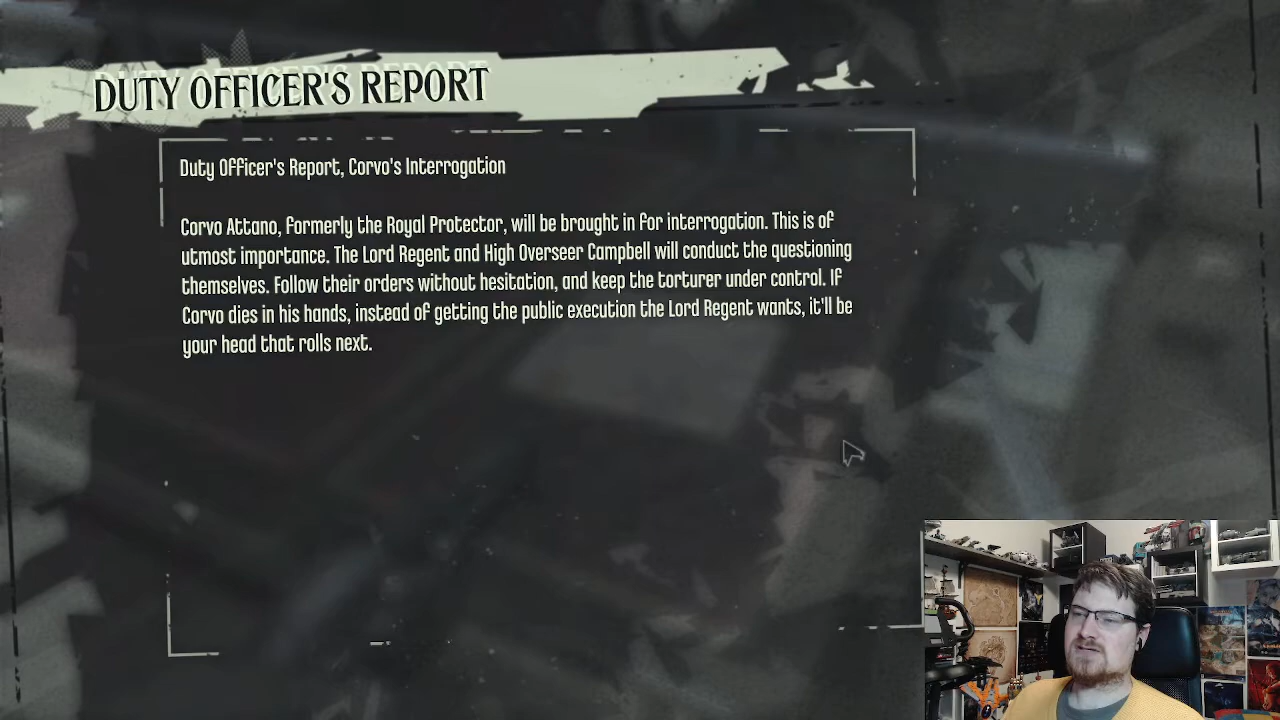 DUTY OFFICER'S REPORT
Duty Officer's Report, Corvo's Interrogation
Corvo Attano, formerly the Royal Protector, will be brought in for interrogation. This is of
utmost importance. The Lord Regent and High Overseer Campbell will conduct the questioning
themselves. Follow their orders without hesitation, and keep the torturer under control. If
Corvo dies in his hands, instead of getting the public execution the Lord Regent wants, it'll be
your head that rolls next.